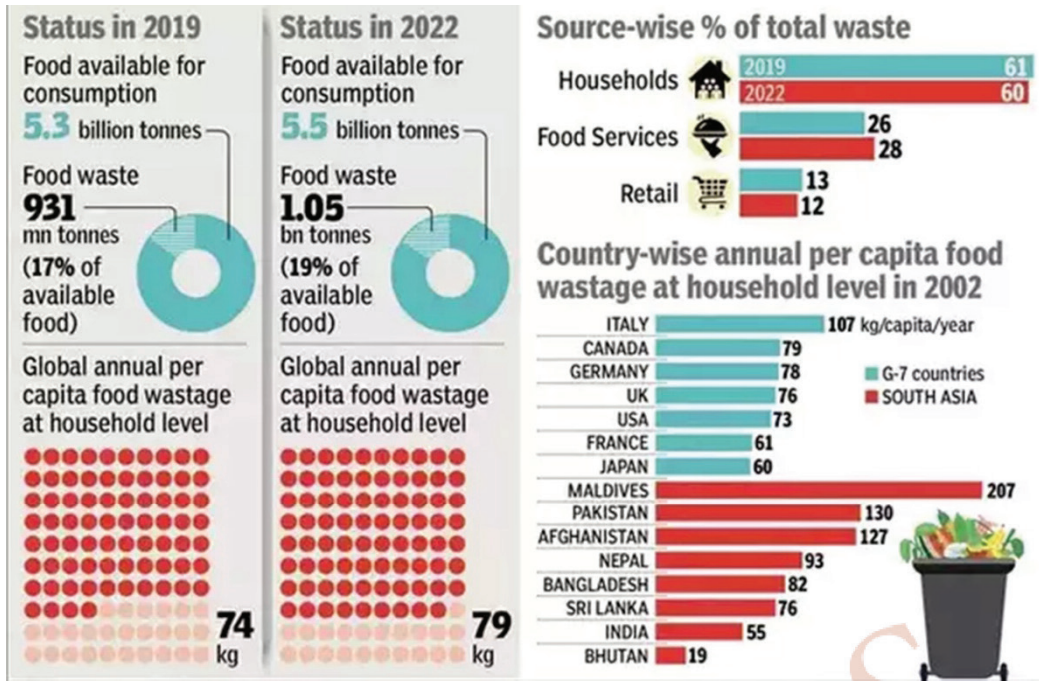 Status in 2019
Food available for
consumption
5.3 billion tonnes
Food waste
931
mn tonnes
(17% of
available
food)
Global annual per
capita food wastage
at household level
74
kg
Status in 2022
Food available for
consumption
5.5 billion tonnes
Food waste
1.05
bn tonnes
(19% of
available
food)
Global annual per
capita food wastage
at household level
79
kg
Source-wise % of total waste
Households
2019 61
2022 60
Food Services
26
28
Retail
13
12
Country-wise annual per capita food
wastage at household level in 2002
ITALY 107 kg/capita/year
CANADA 79
GERMANY 78
UK 76
USA 73
FRANCE 61
JAPAN 60
G-7 countries
SOUTH ASIA
MALDIVES 207
PAKISTAN 130
AFGHANISTAN 127
NEPAL 93
BANGLADESH 82
SRI LANKA 76
INDIA 55
BHUTAN 19